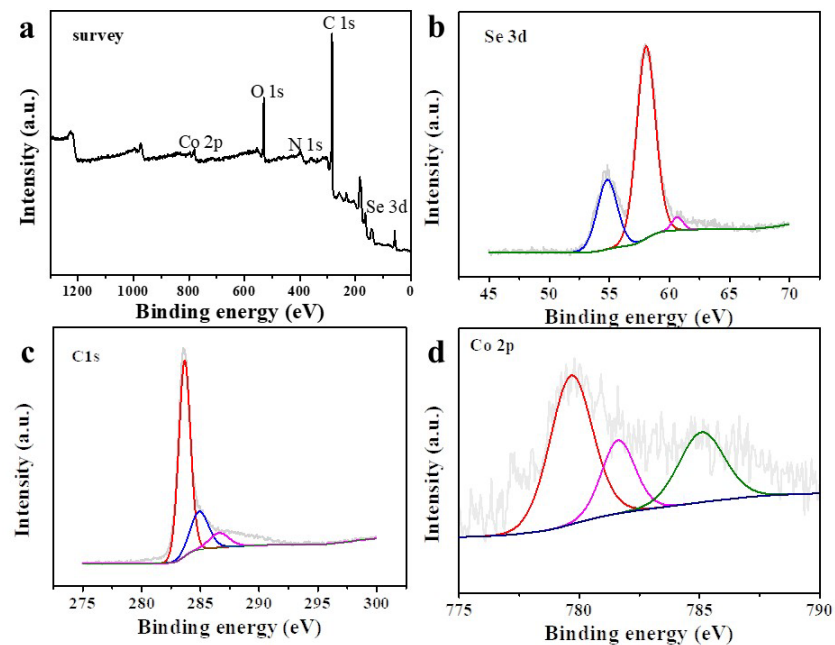 a
survey
C 1s
O 1s
Co 2p
N 1s
Se 3d
Intensity (a.u.)
1200 1000 800 600 400 200 0
Binding energy (eV)
b
Se 3d
Intensity (a.u.)
45 50 55 60 65 70
Binding energy (eV)
c
C1s
Intensity (a.u.)
275 280 285 290 295 300
Binding energy (eV)
d
Co 2p
Intensity (a.u.)
775 780 785 790
Binding energy (eV)